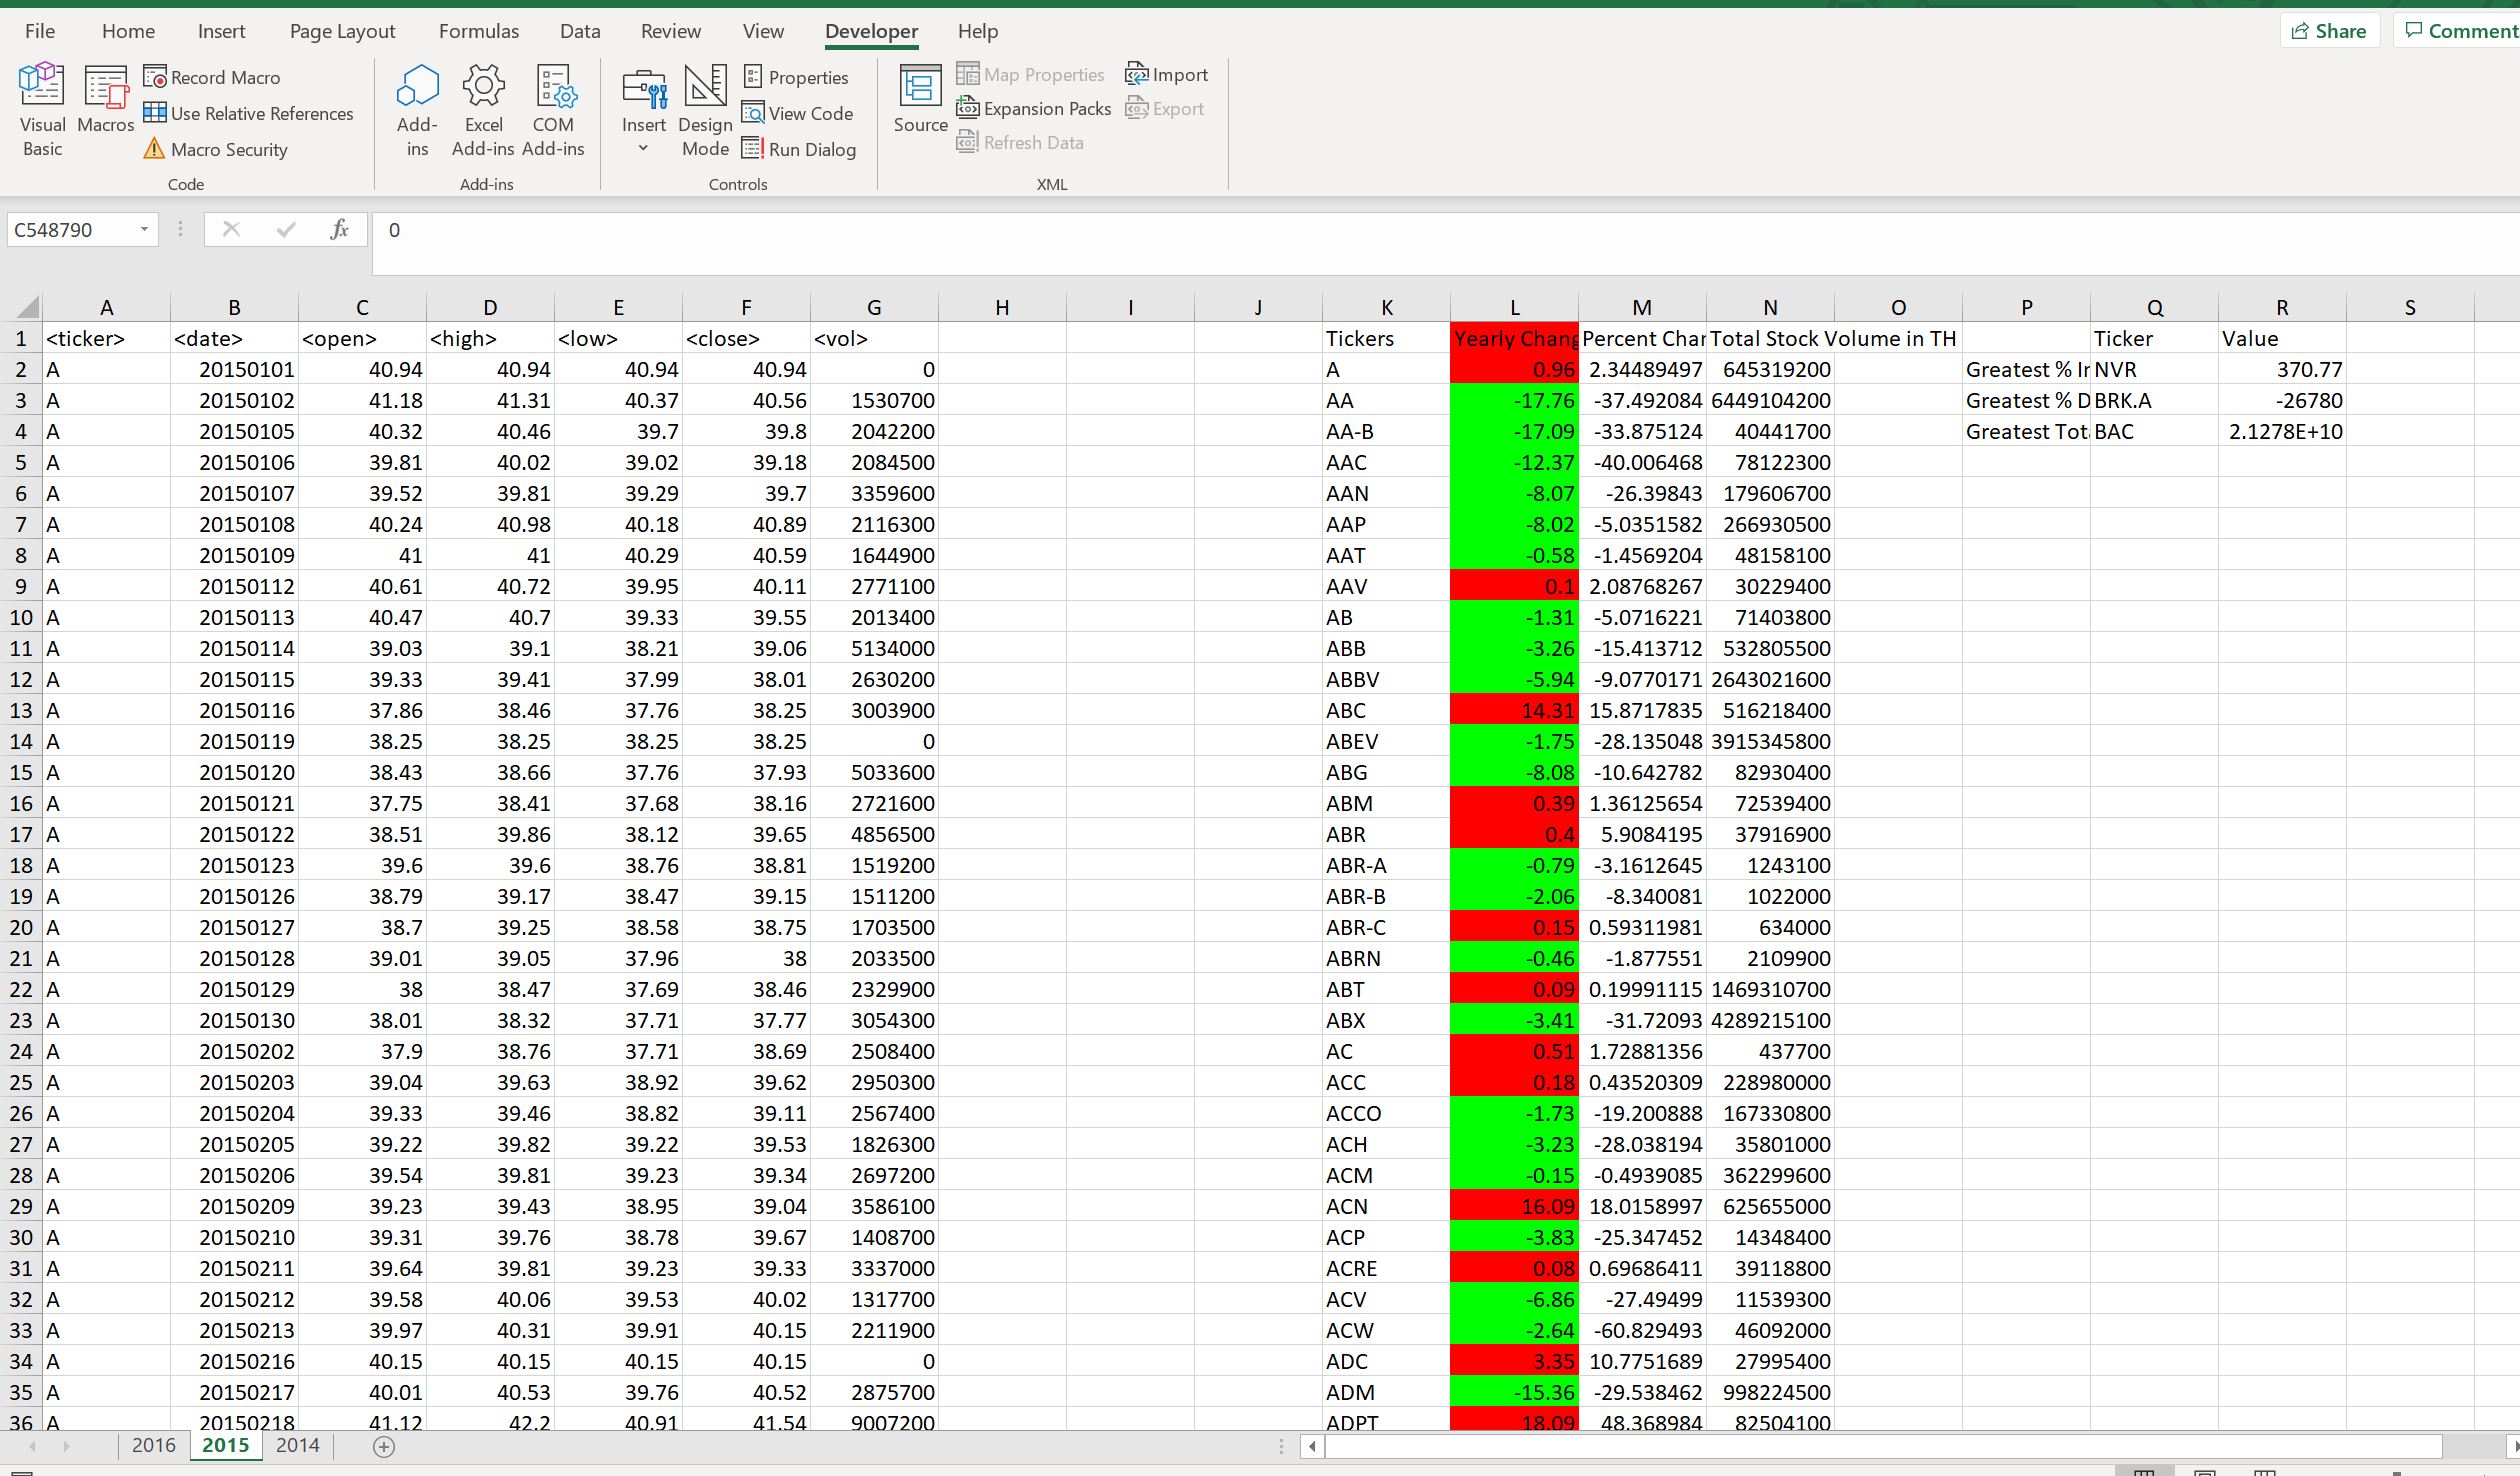 File Home Insert Page Layout Formulas Data Review View Developer Help Share Comment
Visual Basic Macros Record Macro Use Relative References Macro Security Code
Add-ins Excel Add-ins COM Add-ins Add-ins
Insert Design Mode Properties View Code Run Dialog Controls
Source Map Properties Expansion Packs Refresh Data Import Export XML
C548790 fx 0
A B C D E F G H I J K L M N O P Q R S
1 <ticker> <date> <open> <high> <low> <close> <vol> Tickers Yearly Chang Percent Char Total Stock Volume in TH Ticker Value
2 A 20150101 40.94 40.94 40.94 40.94 0 A 0.96 2.34489497 645319200 Greatest % Ir NVR 370.77
3 A 20150102 41.18 41.31 40.37 40.56 1530700 AA -17.76 -37.492084 6449104200 Greatest % D BRK.A -26780
4 A 20150105 40.32 40.46 39.7 39.8 2042200 AA-B -17.09 -33.875124 40441700 Greatest Tota BAC 2.1278E+10
5 A 20150106 39.81 40.02 39.02 39.18 2084500 AAC -12.37 -40.006468 78122300
6 A 20150107 39.52 39.81 39.29 39.7 3359600 AAN -8.07 -26.39843 179606700
7 A 20150108 40.24 40.98 40.18 40.89 2116300 AAP -8.02 -5.0351582 266930500
8 A 20150109 41 41 40.29 40.59 1644900 AAT -0.58 -1.4569204 48158100
9 A 20150112 40.61 40.72 39.95 40.11 2771100 AAV 0.1 2.08768267 30229400
10 A 20150113 40.47 40.7 39.33 39.55 2013400 AB -1.31 -5.0716221 71403800
11 A 20150114 39.03 39.1 38.21 39.06 5134000 ABB -3.26 -15.413712 532805500
12 A 20150115 39.33 39.41 37.99 38.01 2630200 ABBV -5.94 -9.0770171 2643021600
13 A 20150116 37.86 38.46 37.76 38.25 3003900 ABC 14.31 15.8717835 516218400
14 A 20150119 38.25 38.25 38.25 38.25 0 ABEV -1.75 -28.135048 3915345800
15 A 20150120 38.43 38.66 37.76 37.93 5033600 ABG -8.08 -10.642782 82930400
16 A 20150121 37.75 38.41 37.68 38.16 2721600 ABM 0.39 1.36125654 72539400
17 A 20150122 38.51 39.86 38.12 39.65 4856500 ABR 0.4 5.9084195 37916900
18 A 20150123 39.6 39.6 38.76 38.81 1519200 ABR-A -0.79 -3.1612645 1243100
19 A 20150126 38.79 39.17 38.47 39.15 1511200 ABR-B -2.06 -8.340081 1022000
20 A 20150127 38.7 39.25 38.58 38.75 1703500 ABR-C 0.15 0.59311981 634000
21 A 20150128 39.01 39.05 37.96 38 2033500 ABRN -0.46 -1.877551 2109900
22 A 20150129 38 38.47 37.69 38.46 2329900 ABT 0.09 0.19991115 1469310700
23 A 20150130 38.01 38.32 37.71 37.77 3054300 ABX -3.41 -31.72093 4289215100
24 A 20150202 37.9 38.76 37.71 38.69 2508400 AC 0.51 1.72881356 437700
25 A 20150203 39.04 39.63 38.92 39.62 2950300 ACC 0.18 0.43520309 228980000
26 A 20150204 39.33 39.46 38.82 39.11 2567400 ACCO -1.73 -19.200888 167330800
27 A 20150205 39.22 39.82 39.22 39.53 1826300 ACH -3.23 -28.038194 35801000
28 A 20150206 39.54 39.81 39.23 39.34 2697200 ACM -0.15 -0.4939085 362299600
29 A 20150209 39.23 39.43 38.95 39.04 3586100 ACN 16.09 18.0158997 625655000
30 A 20150210 39.31 39.76 38.78 39.67 1408700 ACP -3.83 -25.347452 14348400
31 A 20150211 39.64 39.81 39.23 39.33 3337000 ACRE 0.08 0.69686411 39118800
32 A 20150212 39.58 40.06 39.53 40.02 1317700 ACV -6.86 -27.49499 11539300
33 A 20150213 39.97 40.31 39.91 40.15 2211900 ACW -2.64 -60.829493 46092000
34 A 20150216 40.15 40.15 40.15 40.15 0 ADC 3.35 10.7751689 27995400
35 A 20150217 40.01 40.53 39.76 40.52 2875700 ADM -15.36 -29.538462 998224500
36 A 20150218 41.12 42.2 40.91 41.54 9007200 ADPT 18.09 48.368984 82504100
2016 2015 2014